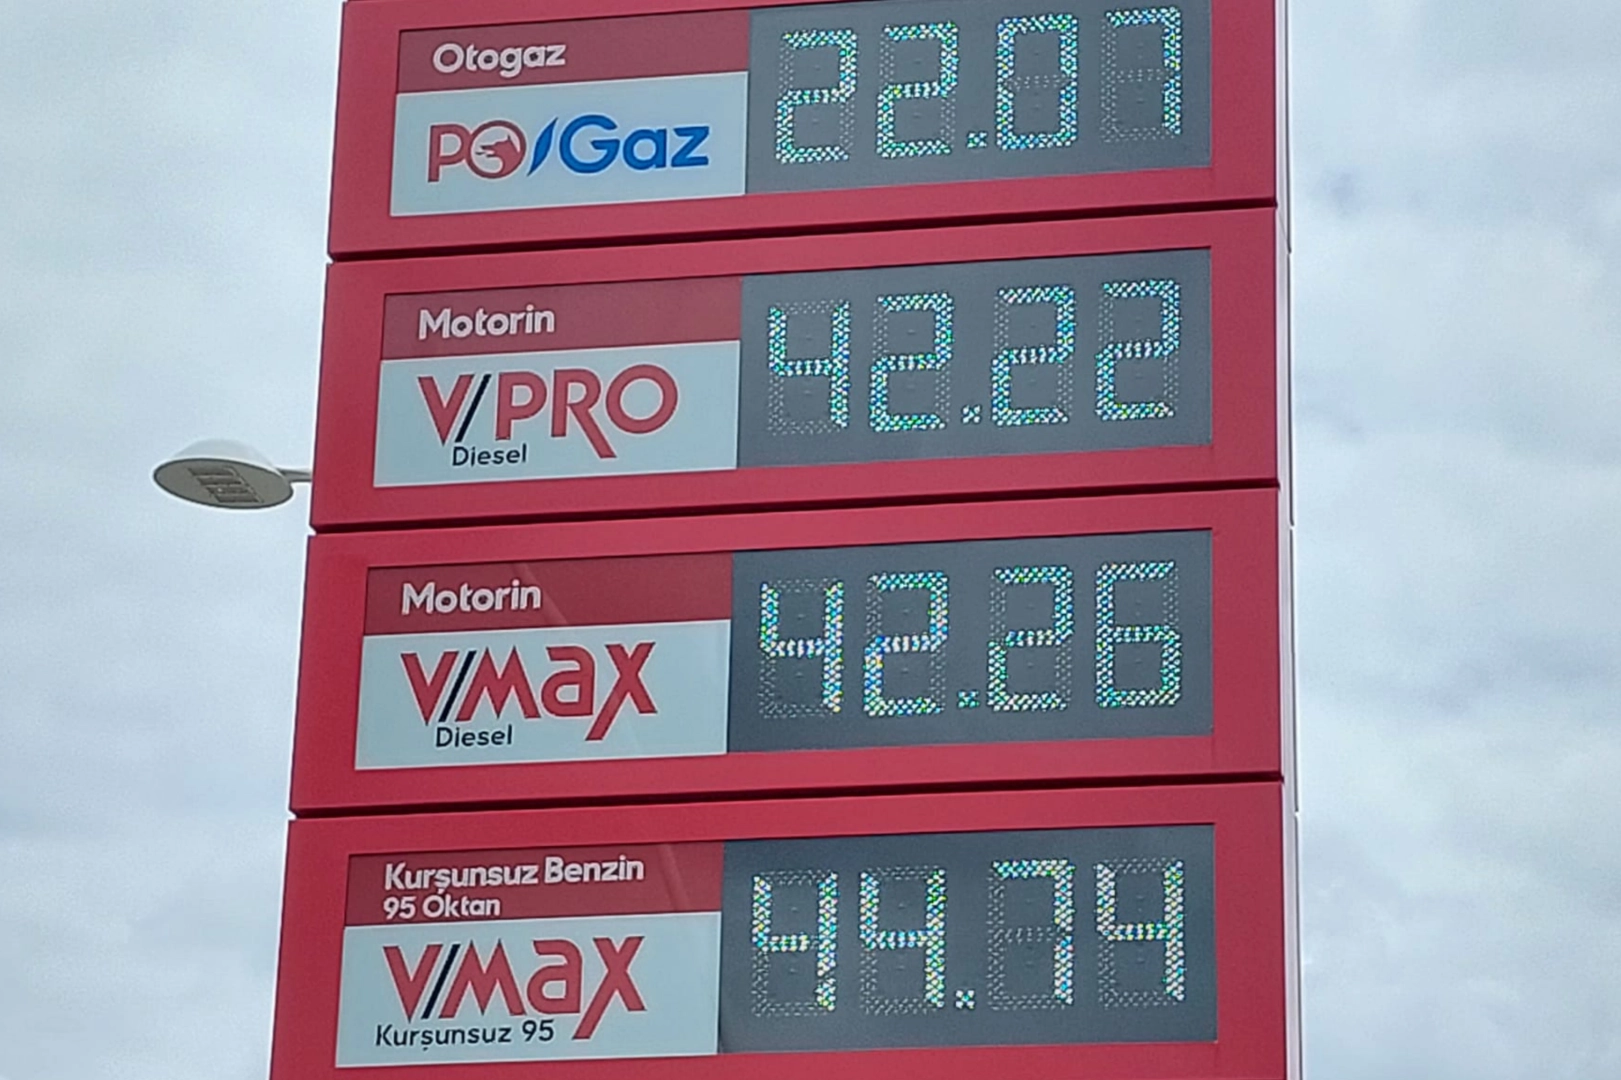 Otogaz
PO/Gaz
22.07
Motorin
V/PRO
Diesel
42.22
Motorin
V/Max
Diesel
42.26
Kurşunsuz Benzin
95 Oktan
V/Max
Kurşunsuz 95
44.74